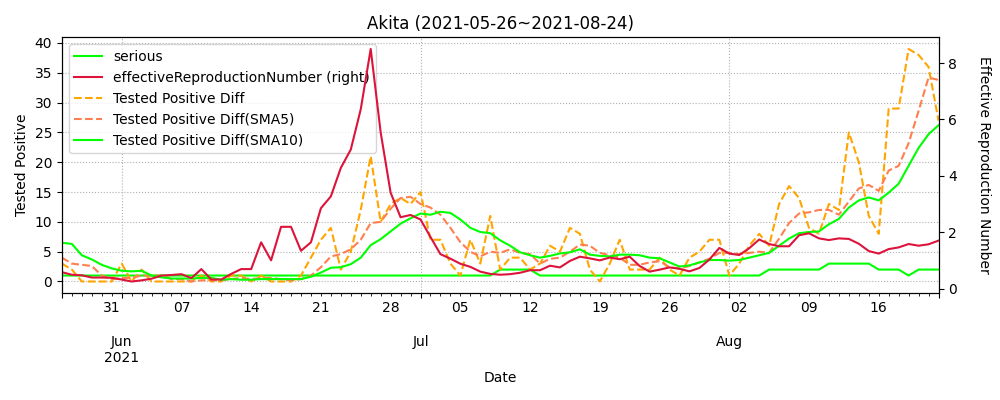 Akita (2021-05-26~2021-08-24)
serious
effectiveReproductionNumber (right)
Tested Positive Diff
Tested Positive Diff(SMA5)
Tested Positive Diff(SMA10)
Tested Positive
40
35
30
25
20
15
10
5
0
8
6
4
2
0
Effective Reproduction Number
31 07 14 21 28 05 12 19 26 02 09 16
Jun Jul Aug
2021
Date